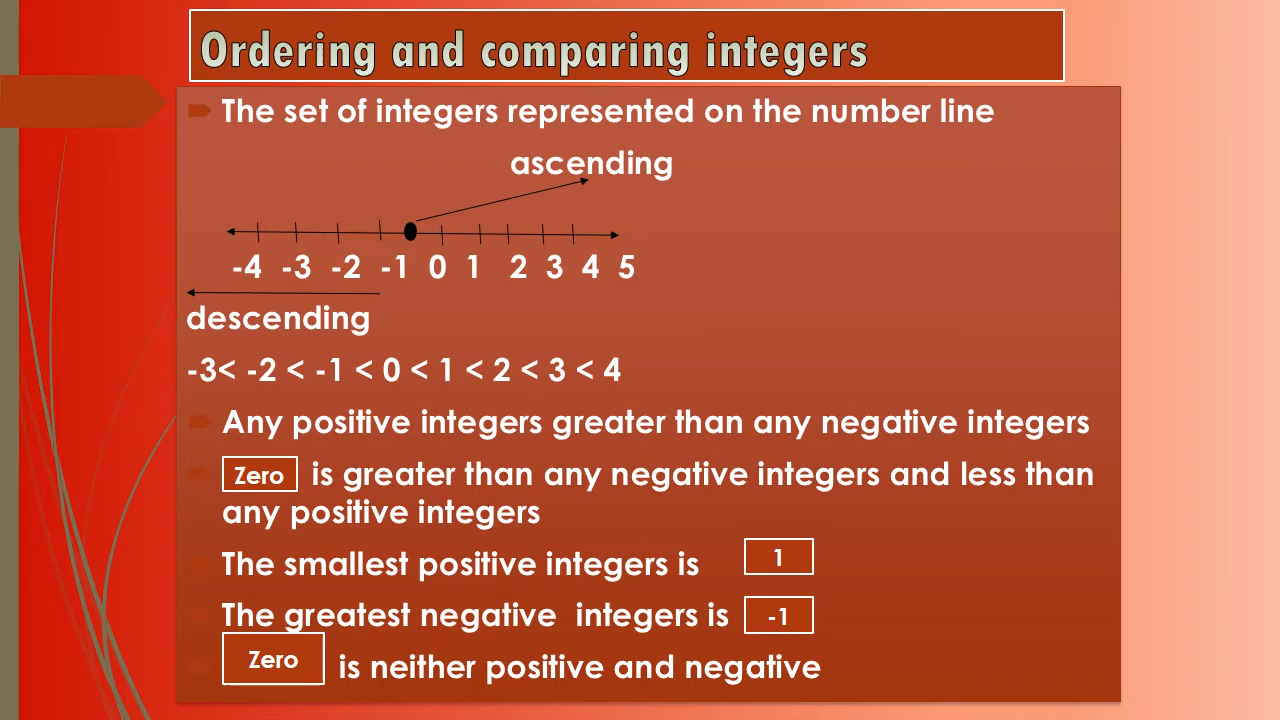 Ordering and comparing integers
The set of integers represented on the number line
ascending
-4 -3 -2 -1 0 1 2 3 4 5
descending
-3< -2 < -1 < 0 < 1 < 2 < 3 < 4
Any positive integers greater than any negative integers
Zero is greater than any negative integers and less than
any positive integers
The smallest positive integers is 1
The greatest negative integers is -1
Zero is neither positive and negative